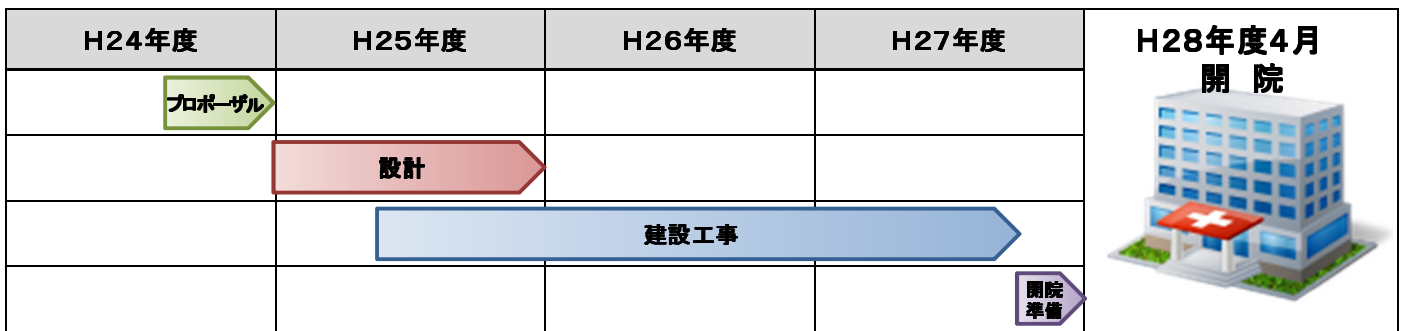 H24年度
H25年度
H26年度
H27年度
H28年度4月
開 院
プロポーザル
設計
建設工事
開院
準備